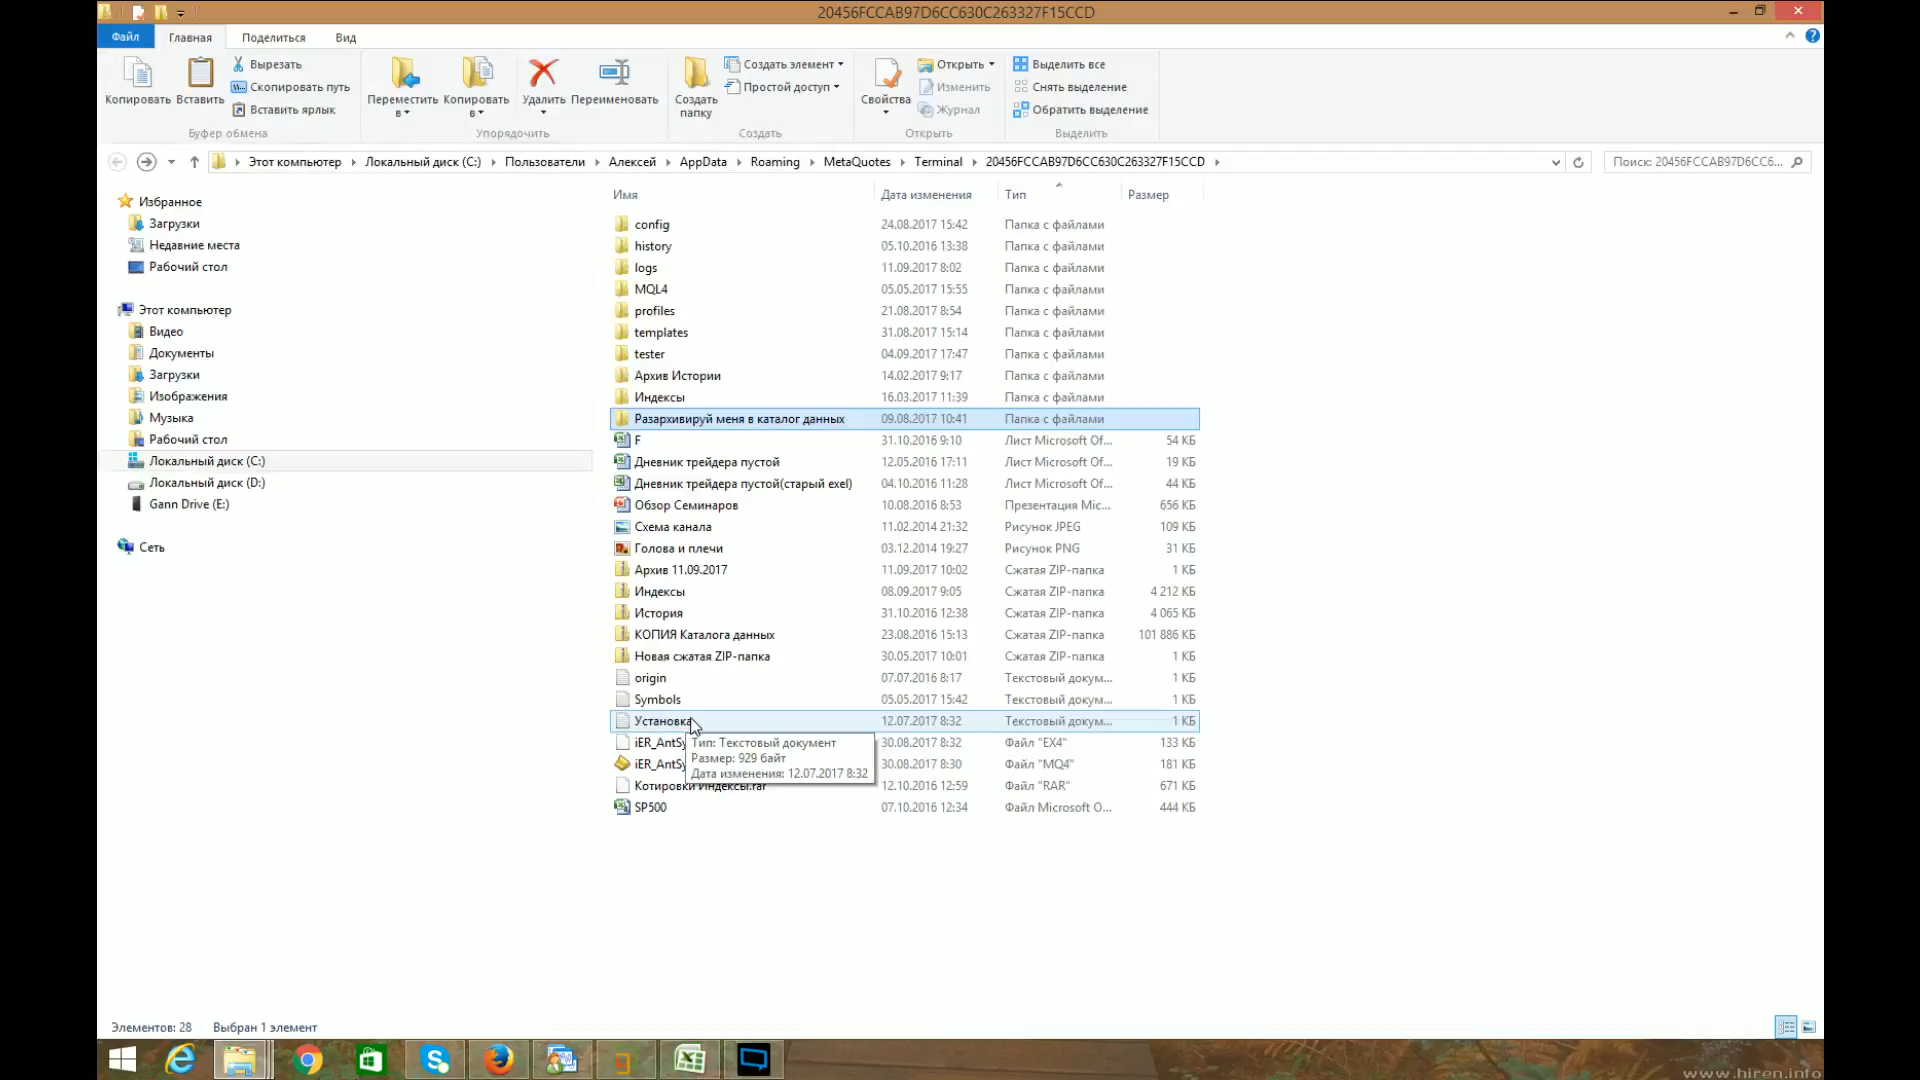 20456FCCAB97D6CC630C263327F15CCD
Файл Главная Поделиться Вид
Копировать Вставить Вырезать Скопировать путь Вставить ярлык
Буфер обмена
Переместить в Копировать в Удалить Переименовать
Упорядочить
Создать папку Создать элемент Простой доступ
Создать
Свойства Открыть Изменить Журнал
Открыть
Выделить все Снять выделение Обратить выделение
Выделить
Этот компьютер Локальный диск (C:) Пользователи Алексей AppData Roaming MetaQuotes Terminal 20456FCCAB97D6CC630C263327F15CCD
Поиск: 20456FCCAB97D6CC6...
Избранное
Загрузки
Недавние места
Рабочий стол
Этот компьютер
Видео
Документы
Загрузки
Изображения
Музыка
Рабочий стол
Локальный диск (C:)
Локальный диск (D:)
Gann Drive (E:)
Сеть
Имя Дата изменения Тип Размер
config 24.08.2017 15:42 Папка с файлами
history 05.10.2016 13:38 Папка с файлами
logs 11.09.2017 8:02 Папка с файлами
MQL4 05.05.2017 15:55 Папка с файлами
profiles 21.08.2017 8:54 Папка с файлами
templates 31.08.2017 15:14 Папка с файлами
tester 04.09.2017 17:47 Папка с файлами
Архив Истории 14.02.2017 9:17 Папка с файлами
Индексы 16.03.2017 11:39 Папка с файлами
Разархивируй меня в каталог данных 09.08.2017 10:41 Папка с файлами
F 31.10.2016 9:10 Лист Microsoft Of... 54 КБ
Дневник трейдера пустой 12.05.2016 17:11 Лист Microsoft Of... 19 КБ
Дневник трейдера пустой(старый exel) 04.10.2016 11:28 Лист Microsoft Of... 44 КБ
Обзор Семинаров 10.08.2016 8:53 Презентация Mic... 656 КБ
Схема канала 11.02.2014 21:32 Рисунок JPEG 109 КБ
Голова и плечи 03.12.2014 19:27 Рисунок PNG 31 КБ
Архив 11.09.2017 11.09.2017 10:02 Сжатая ZIP-папка 1 КБ
Индексы 08.09.2017 9:05 Сжатая ZIP-папка 4 212 КБ
История 31.10.2016 12:38 Сжатая ZIP-папка 4 065 КБ
КОПИЯ Каталога данных 23.08.2016 15:13 Сжатая ZIP-папка 101 886 КБ
Новая сжатая ZIP-папка 30.05.2017 10:01 Сжатая ZIP-папка 1 КБ
origin 07.07.2016 8:17 Текстовый докум... 1 КБ
Symbols 05.05.2017 15:42 Текстовый докум... 1 КБ
Установка 12.07.2017 8:32 Текстовый докум... 1 КБ
iER_AntSy 30.08.2017 8:32 Файл "EX4" 133 КБ
iER_AntSy 30.08.2017 8:30 Файл "MQ4" 181 КБ
Котировки Индексы.rar 12.10.2016 12:59 Файл "RAR" 671 КБ
SP500 07.10.2016 12:34 Файл Microsoft O... 444 КБ
Тип: Текстовый документ
Размер: 929 байт
Дата изменения: 12.07.2017 8:32
Элементов: 28 Выбран 1 элемент
www.hiren.info